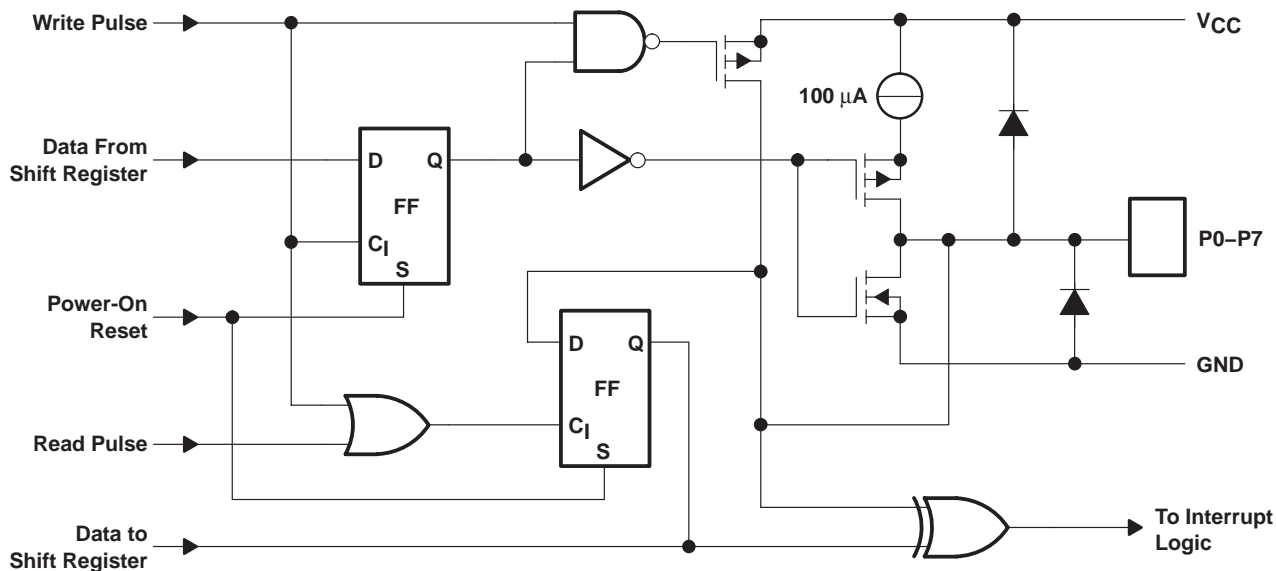 Write Pulse
VCC
100 μA
Data From
Shift Register
D
Q
FF
CI
S
P0–P7
Power-On
Reset
D
Q
FF
CI
S
GND
Read Pulse
Data to
Shift Register
To Interrupt
Logic